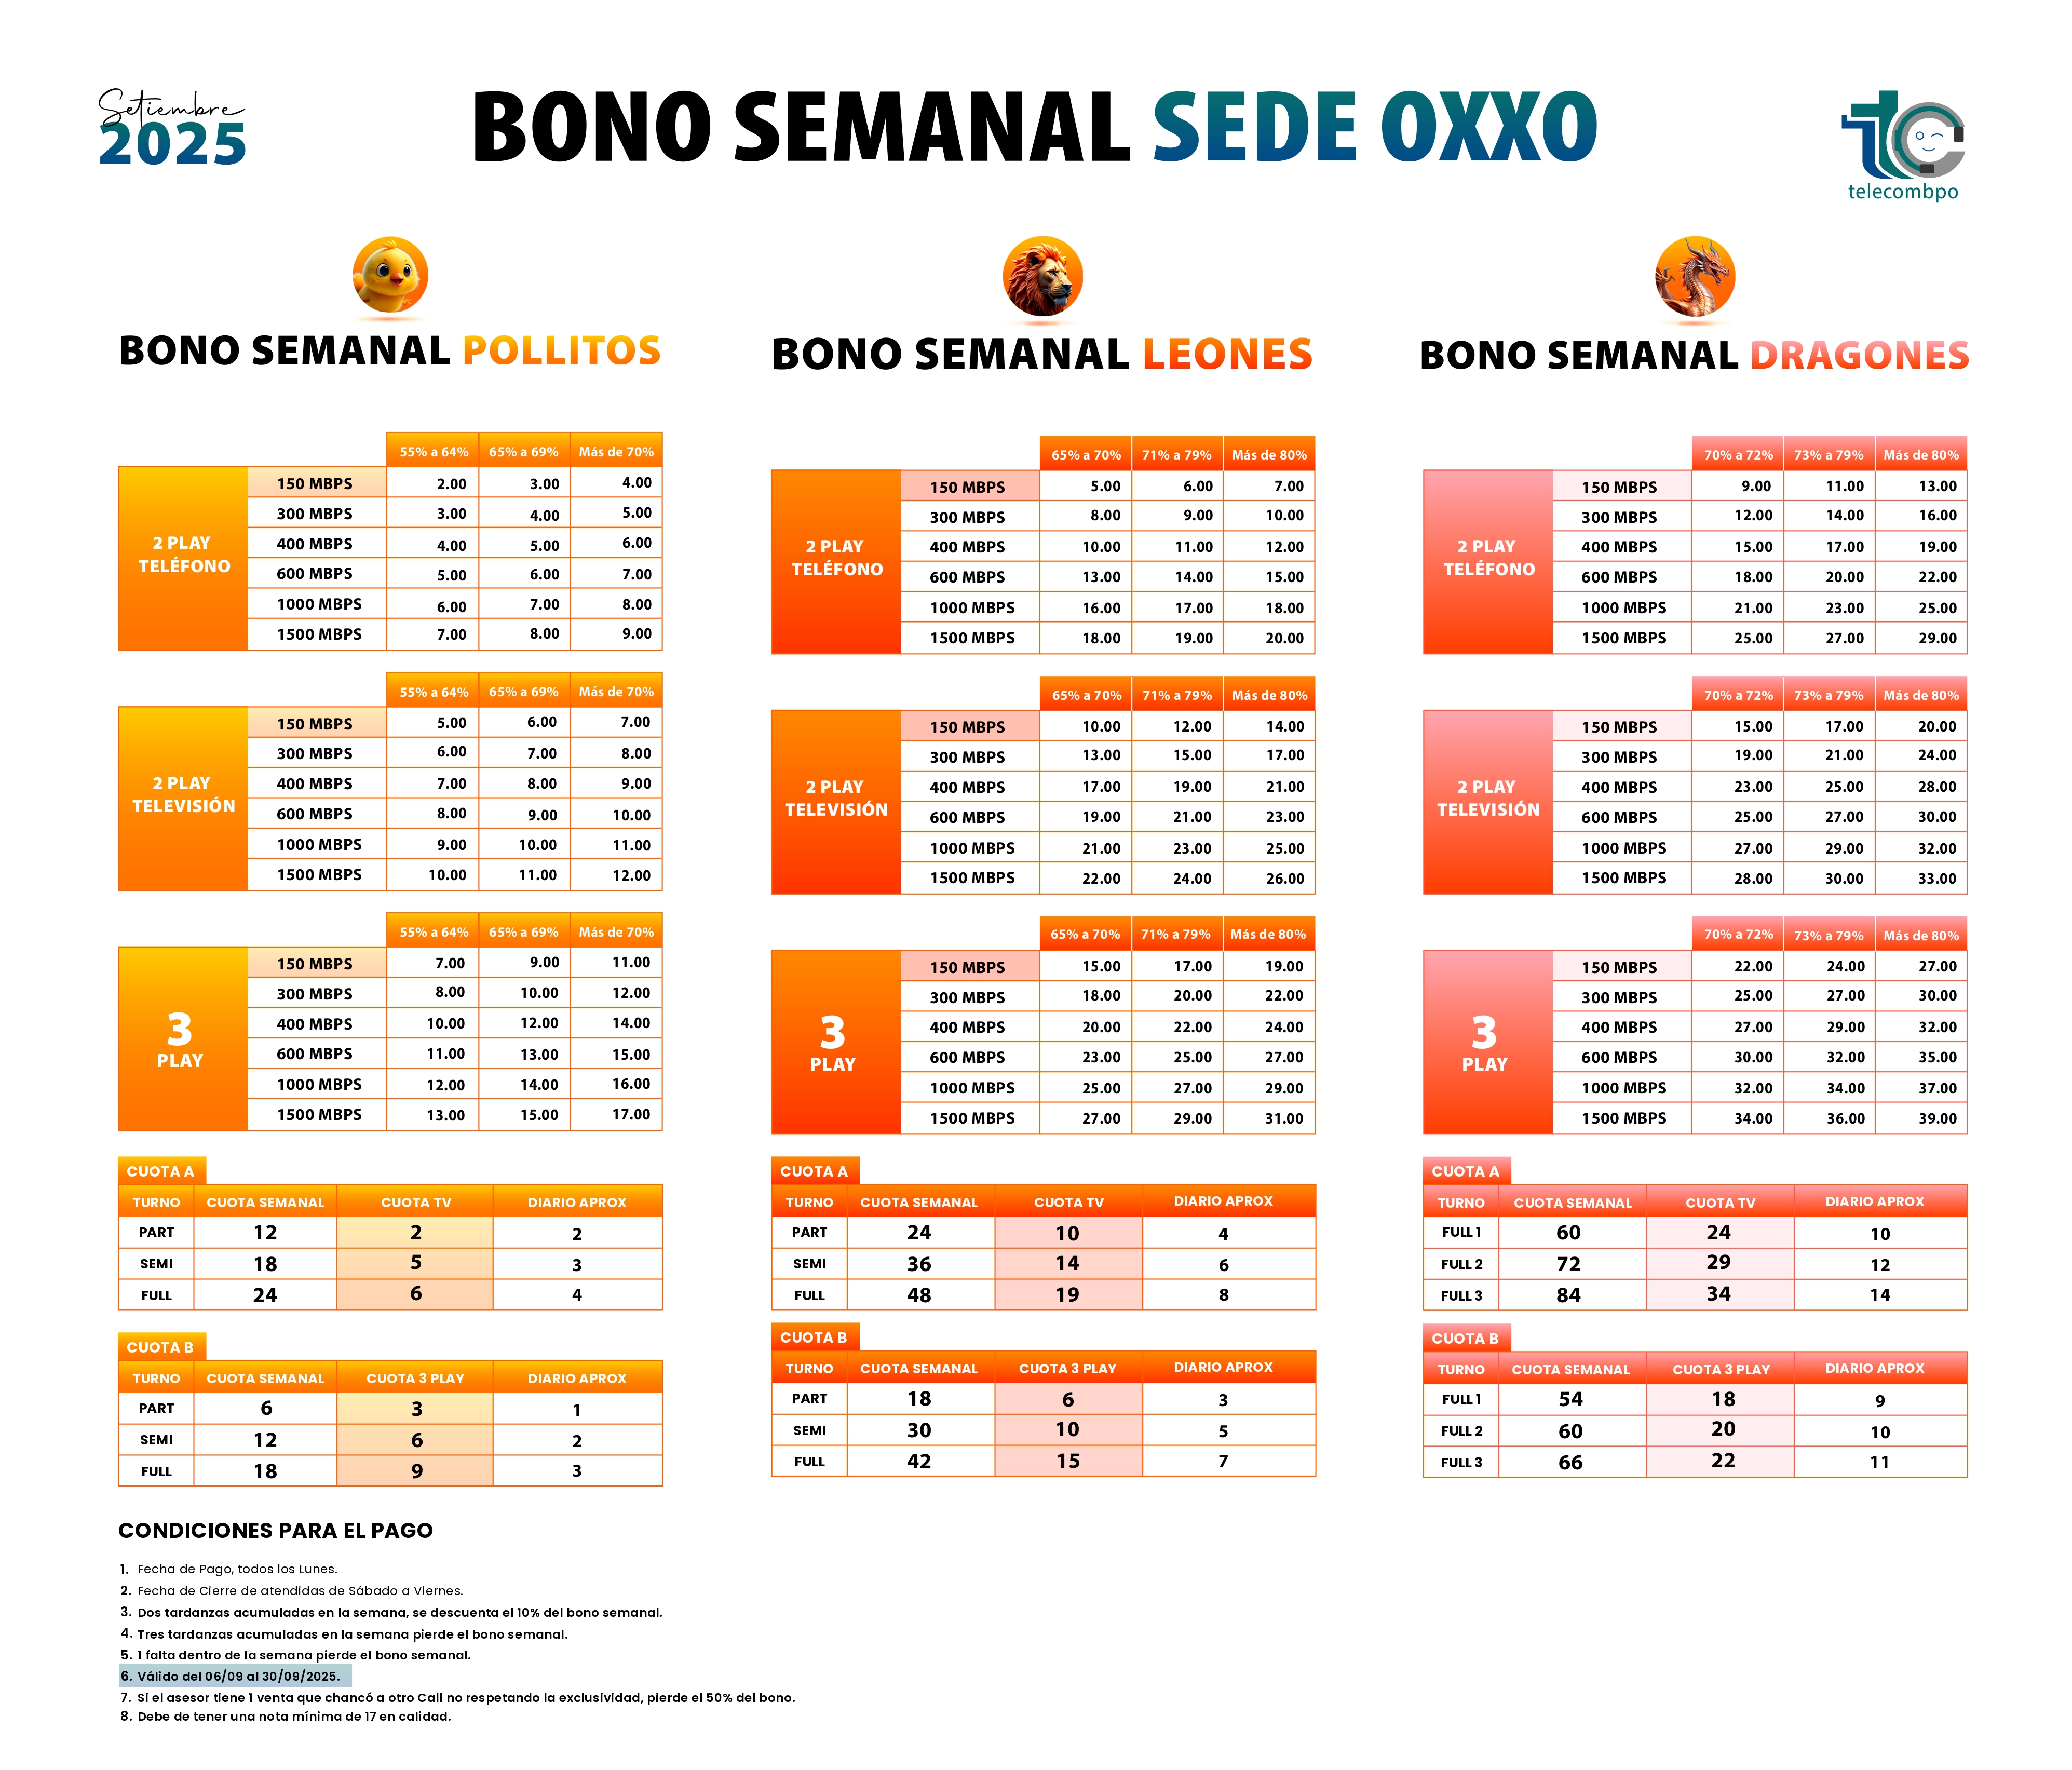 Setiembre
2025
BONO SEMANAL SEDE OXXO
telecombpo
BONO SEMANAL POLLITOS
55% a 64% 65% a 69% Más de 70%
2 PLAY
TELÉFONO
150 MBPS 2.00 3.00 4.00
300 MBPS 3.00 4.00 5.00
400 MBPS 4.00 5.00 6.00
600 MBPS 5.00 6.00 7.00
1000 MBPS 6.00 7.00 8.00
1500 MBPS 7.00 8.00 9.00
55% a 64% 65% a 69% Más de 70%
2 PLAY
TELEVISIÓN
150 MBPS 5.00 6.00 7.00
300 MBPS 6.00 7.00 8.00
400 MBPS 7.00 8.00 9.00
600 MBPS 8.00 9.00 10.00
1000 MBPS 9.00 10.00 11.00
1500 MBPS 10.00 11.00 12.00
55% a 64% 65% a 69% Más de 70%
3
PLAY
150 MBPS 7.00 9.00 11.00
300 MBPS 8.00 10.00 12.00
400 MBPS 10.00 12.00 14.00
600 MBPS 11.00 13.00 15.00
1000 MBPS 12.00 14.00 16.00
1500 MBPS 13.00 15.00 17.00
CUOTA A
TURNO CUOTA SEMANAL CUOTA TV DIARIO APROX
PART 12 2 2
SEMI 18 5 3
FULL 24 6 4
CUOTA B
TURNO CUOTA SEMANAL CUOTA 3 PLAY DIARIO APROX
PART 6 3 1
SEMI 12 6 2
FULL 18 9 3
BONO SEMANAL LEONES
65% a 70% 71% a 79% Más de 80%
2 PLAY
TELÉFONO
150 MBPS 5.00 6.00 7.00
300 MBPS 8.00 9.00 10.00
400 MBPS 10.00 11.00 12.00
600 MBPS 13.00 14.00 15.00
1000 MBPS 16.00 17.00 18.00
1500 MBPS 18.00 19.00 20.00
65% a 70% 71% a 79% Más de 80%
2 PLAY
TELEVISIÓN
150 MBPS 10.00 12.00 14.00
300 MBPS 13.00 15.00 17.00
400 MBPS 17.00 19.00 21.00
600 MBPS 19.00 21.00 23.00
1000 MBPS 21.00 23.00 25.00
1500 MBPS 22.00 24.00 26.00
65% a 70% 71% a 79% Más de 80%
3
PLAY
150 MBPS 15.00 17.00 19.00
300 MBPS 18.00 20.00 22.00
400 MBPS 20.00 22.00 24.00
600 MBPS 23.00 25.00 27.00
1000 MBPS 25.00 27.00 29.00
1500 MBPS 27.00 29.00 31.00
CUOTA A
TURNO CUOTA SEMANAL CUOTA TV DIARIO APROX
PART 24 10 4
SEMI 36 14 6
FULL 48 19 8
CUOTA B
TURNO CUOTA SEMANAL CUOTA 3 PLAY DIARIO APROX
PART 18 6 3
SEMI 30 10 5
FULL 42 15 7
BONO SEMANAL DRAGONES
70% a 72% 73% a 79% Más de 80%
2 PLAY
TELÉFONO
150 MBPS 9.00 11.00 13.00
300 MBPS 12.00 14.00 16.00
400 MBPS 15.00 17.00 19.00
600 MBPS 18.00 20.00 22.00
1000 MBPS 21.00 23.00 25.00
1500 MBPS 25.00 27.00 29.00
70% a 72% 73% a 79% Más de 80%
2 PLAY
TELEVISIÓN
150 MBPS 15.00 17.00 20.00
300 MBPS 19.00 21.00 24.00
400 MBPS 23.00 25.00 28.00
600 MBPS 25.00 27.00 30.00
1000 MBPS 27.00 29.00 32.00
1500 MBPS 28.00 30.00 33.00
70% a 72% 73% a 79% Más de 80%
3
PLAY
150 MBPS 22.00 24.00 27.00
300 MBPS 25.00 27.00 30.00
400 MBPS 27.00 29.00 32.00
600 MBPS 30.00 32.00 35.00
1000 MBPS 32.00 34.00 37.00
1500 MBPS 34.00 36.00 39.00
CUOTA A
TURNO CUOTA SEMANAL CUOTA TV DIARIO APROX
FULL 1 60 24 10
FULL 2 72 29 12
FULL 3 84 34 14
CUOTA B
TURNO CUOTA SEMANAL CUOTA 3 PLAY DIARIO APROX
FULL 1 54 18 9
FULL 2 60 20 10
FULL 3 66 22 11
CONDICIONES PARA EL PAGO
1. Fecha de Pago, todos los Lunes.
2. Fecha de Cierre de atendidas de Sábado a Viernes.
3. Dos tardanzas acumuladas en la semana, se descuenta el 10% del bono semanal.
4. Tres tardanzas acumuladas en la semana pierde el bono semanal.
5. 1 falta dentro de la semana pierde el bono semanal.
6. Válido del 06/09 al 30/09/2025.
7. Si el asesor tiene 1 venta que chancó a otro Call no respetando la exclusividad, pierde el 50% del bono.
8. Debe de tener una nota mínima de 17 en calidad.